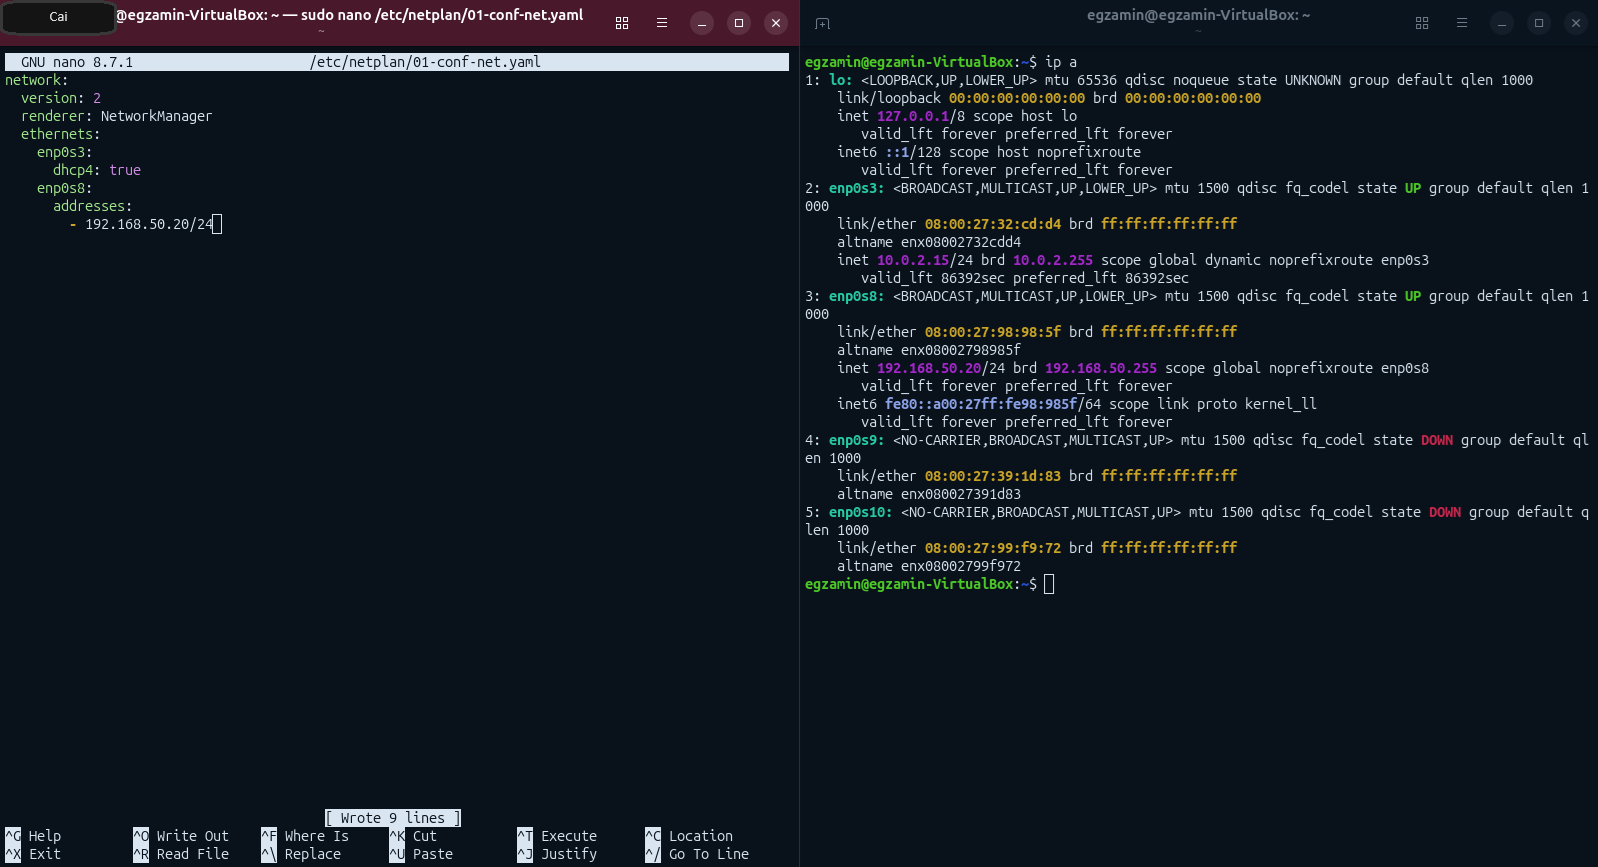 Cai
@egzamin-VirtualBox: ~ — sudo nano /etc/netplan/01-conf-net.yaml
~
GNU nano 8.7.1 /etc/netplan/01-conf-net.yaml
network:
  version: 2
  renderer: NetworkManager
  ethernets:
    enp0s3:
      dhcp4: true
    enp0s8:
      addresses:
        - 192.168.50.20/24
[ Wrote 9 lines ]
^G Help ^O Write Out ^F Where Is ^K Cut ^T Execute ^C Location
^X Exit ^R Read File ^\ Replace ^U Paste ^J Justify ^/ Go To Line
egzamin@egzamin-VirtualBox: ~
~
egzamin@egzamin-VirtualBox:~$ ip a
1: lo: <LOOPBACK,UP,LOWER_UP> mtu 65536 qdisc noqueue state UNKNOWN group default qlen 1000
    link/loopback 00:00:00:00:00:00 brd 00:00:00:00:00:00
    inet 127.0.0.1/8 scope host lo
       valid_lft forever preferred_lft forever
    inet6 ::1/128 scope host noprefixroute
       valid_lft forever preferred_lft forever
2: enp0s3: <BROADCAST,MULTICAST,UP,LOWER_UP> mtu 1500 qdisc fq_codel state UP group default qlen 1
000
    link/ether 08:00:27:32:cd:d4 brd ff:ff:ff:ff:ff:ff
    altname enx08002732cdd4
    inet 10.0.2.15/24 brd 10.0.2.255 scope global dynamic noprefixroute enp0s3
       valid_lft 86392sec preferred_lft 86392sec
3: enp0s8: <BROADCAST,MULTICAST,UP,LOWER_UP> mtu 1500 qdisc fq_codel state UP group default qlen 1
000
    link/ether 08:00:27:98:98:5f brd ff:ff:ff:ff:ff:ff
    altname enx08002798985f
    inet 192.168.50.20/24 brd 192.168.50.255 scope global noprefixroute enp0s8
       valid_lft forever preferred_lft forever
    inet6 fe80::a00:27ff:fe98:985f/64 scope link proto kernel_ll
       valid_lft forever preferred_lft forever
4: enp0s9: <NO-CARRIER,BROADCAST,MULTICAST,UP> mtu 1500 qdisc fq_codel state DOWN group default ql
en 1000
    link/ether 08:00:27:39:1d:83 brd ff:ff:ff:ff:ff:ff
    altname enx080027391d83
5: enp0s10: <NO-CARRIER,BROADCAST,MULTICAST,UP> mtu 1500 qdisc fq_codel state DOWN group default q
len 1000
    link/ether 08:00:27:99:f9:72 brd ff:ff:ff:ff:ff:ff
    altname enx08002799f972
egzamin@egzamin-VirtualBox:~$